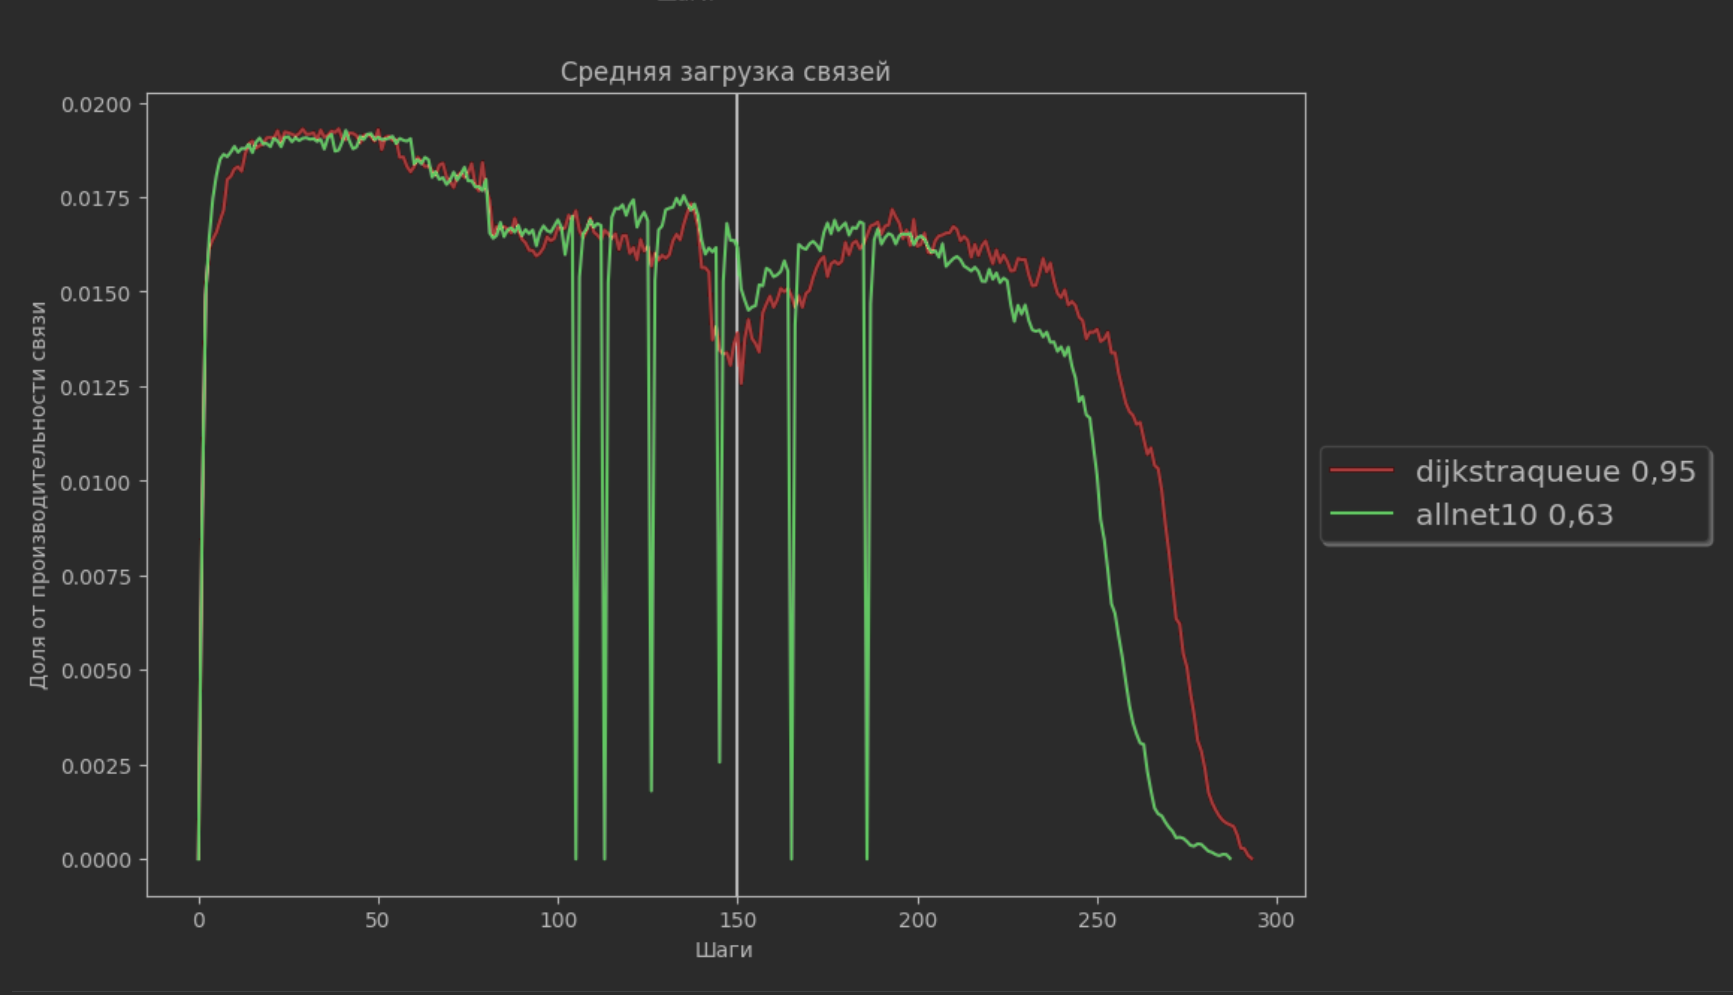 Средняя загрузка связей
0.0200
0.0175
0.0150
0.0125
0.0100
0.0075
0.0050
0.0025
0.0000
Доля от производительности связи
0 50 100 150 200 250 300
Шаги
dijkstraqueue 0,95
allnet10 0,63